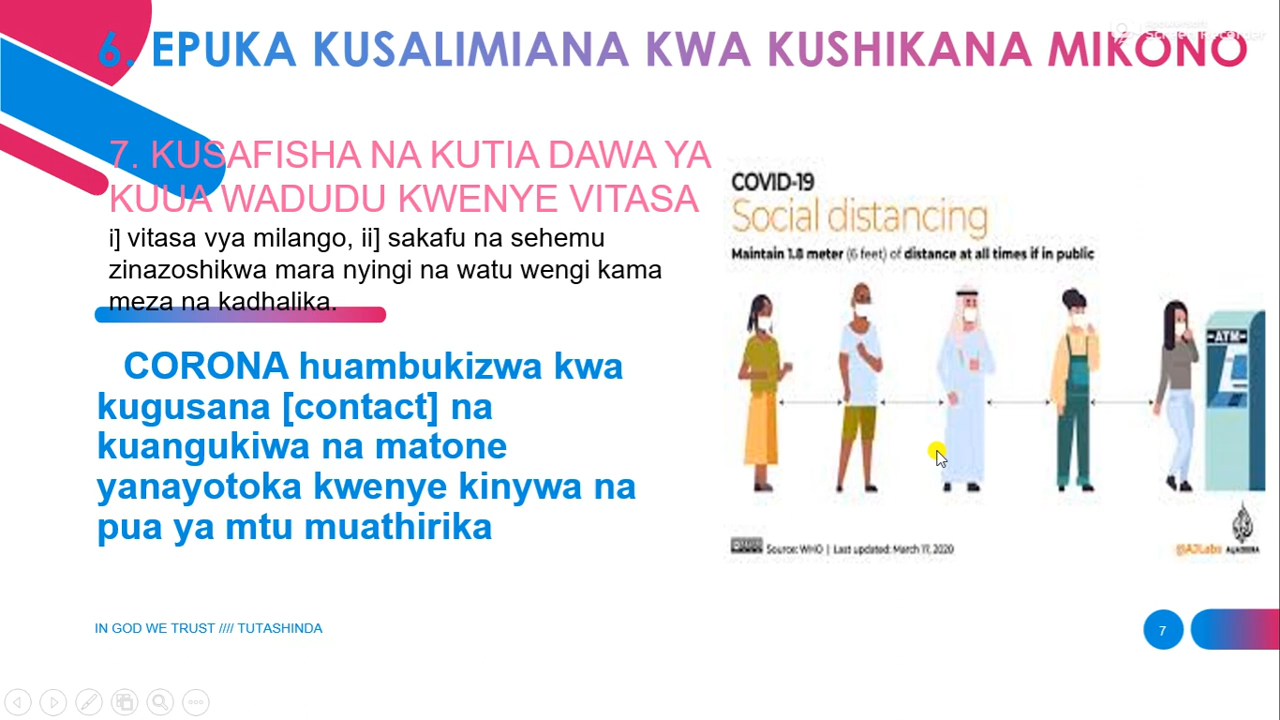 6. EPUKA KUSALIMIANA KWA KUSHIKANA MIKONO
7. KUSAFISHA NA KUTIA DAWA YA
KUUA WADUDU KWENYE VITASA
i] vitasa vya milango, ii] sakafu na sehemu
zinazoshikwa mara nyingi na watu wengi kama
meza na kadhalika.
CORONA huambukizwa kwa
kugusana [contact] na
kuangukiwa na matone
yanayotoka kwenye kinywa na
pua ya mtu muathirika
COVID-19
Social distancing
Maintain 1.8 meter (6 feet) of distance at all times if in public
ATM
Source: WHO | Last updated: March 17, 2020
@AJLabs
ALJAZEERA
IN GOD WE TRUST //// TUTASHINDA
7
Screen Recorder